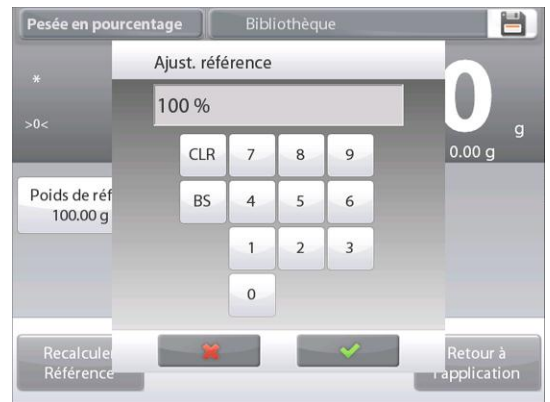 Pesée en pourcentage
Bibliothèqu
Ajust. référence
*
100 %
>0<
0
g
0.00 g
CLR 7 8 9
Poids de réf
100.00 g
BS 4 5 6
1 2 3
0
Recalcule
Référence
Retour à
l'application